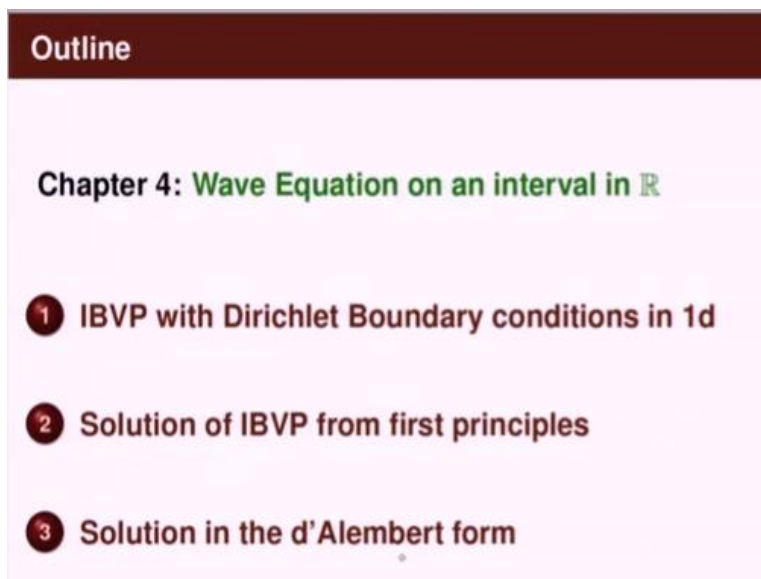 Outline
Chapter 4: Wave Equation on an interval in ℝ
1 IBVP with Dirichlet Boundary conditions in 1d
2 Solution of IBVP from first principles
3 Solution in the d'Alembert form